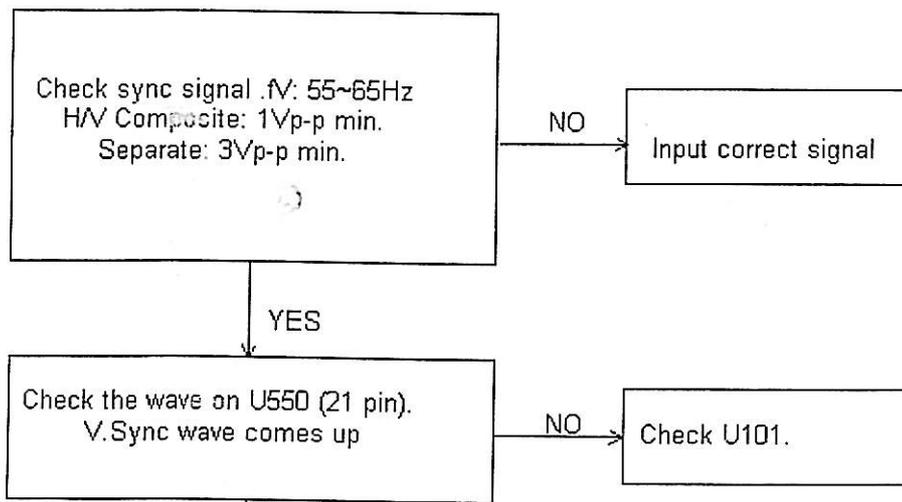 Check sync signal .fV: 55~65Hz
H/V Composite: 1Vp-p min.
Separate: 3Vp-p min.
NO
Input correct signal
YES
Check the wave on U550 (21 pin).
V.Sync wave comes up
NO
Check U101.